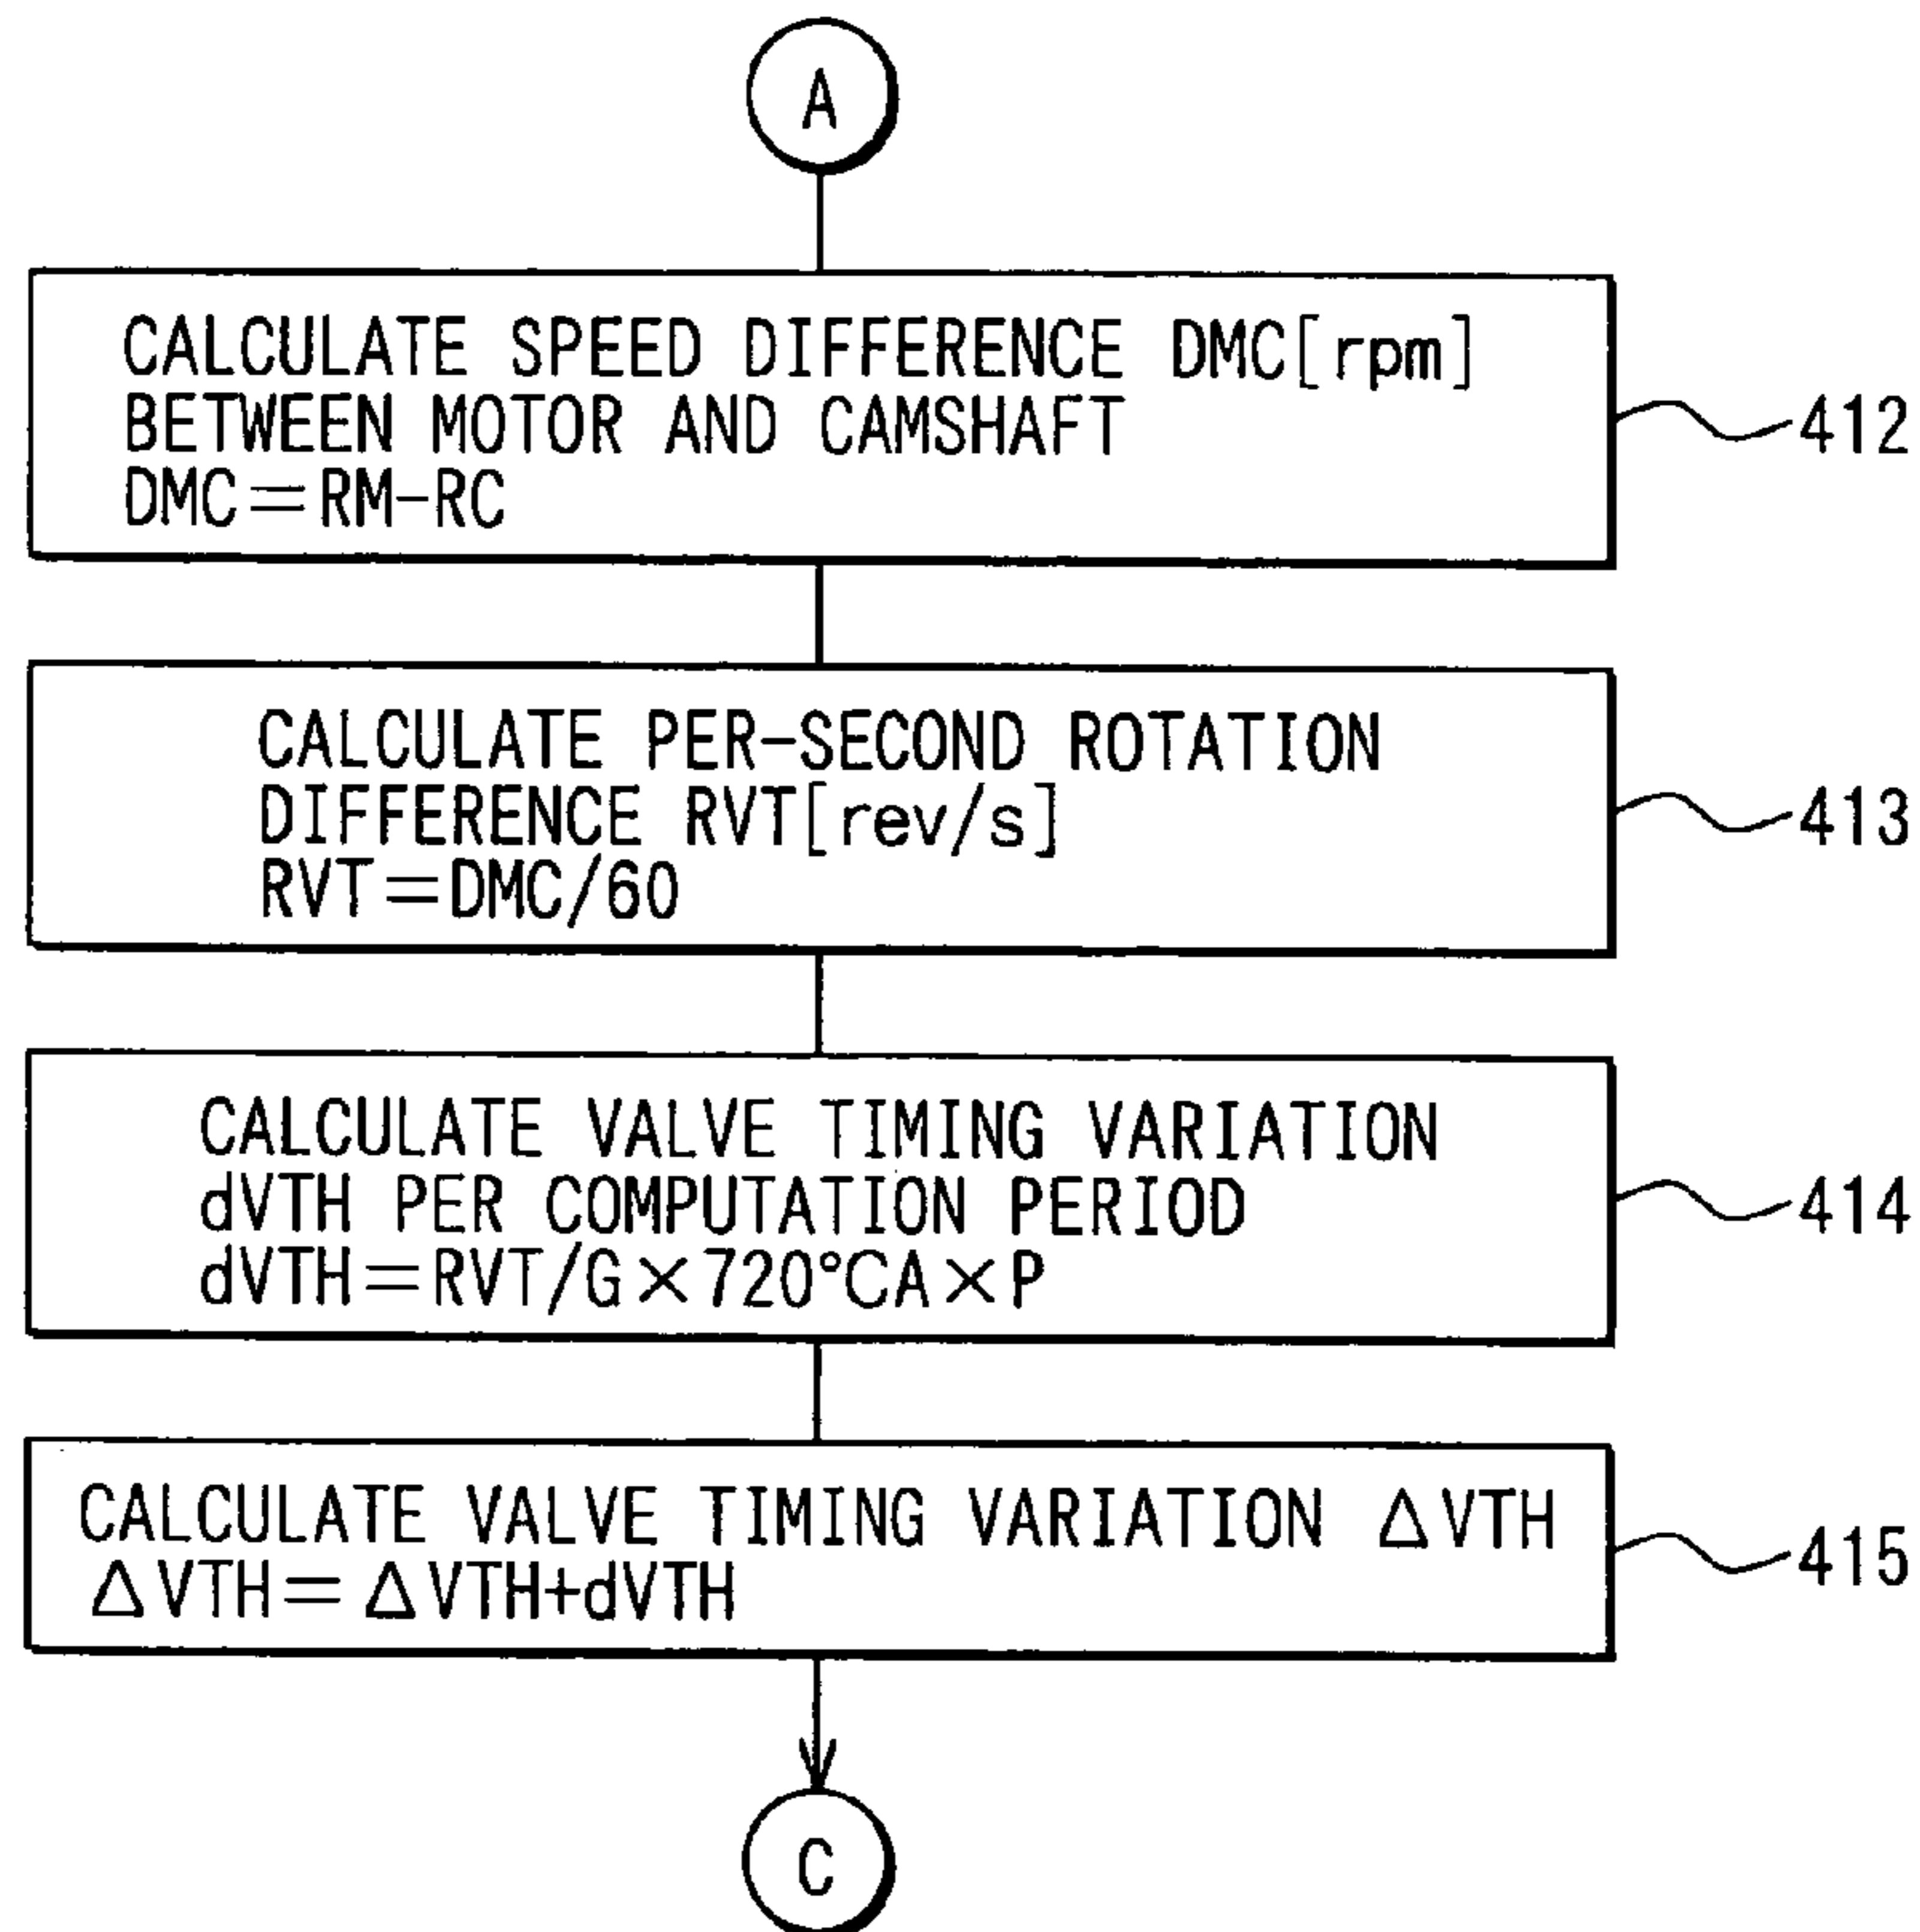 A
CALCULATE SPEED DIFFERENCE DMC[rpm]
BETWEEN MOTOR AND CAMSHAFT
DMC=RM-RC
412
CALCULATE PER-SECOND ROTATION
DIFFERENCE RVT[rev/s]
RVT=DMC/60
413
CALCULATE VALVE TIMING VARIATION
dVTH PER COMPUTATION PERIOD
dVTH=RVT/G×720°CA×P
414
CALCULATE VALVE TIMING VARIATION ΔVTH
ΔVTH=ΔVTH+dVTH
415
C